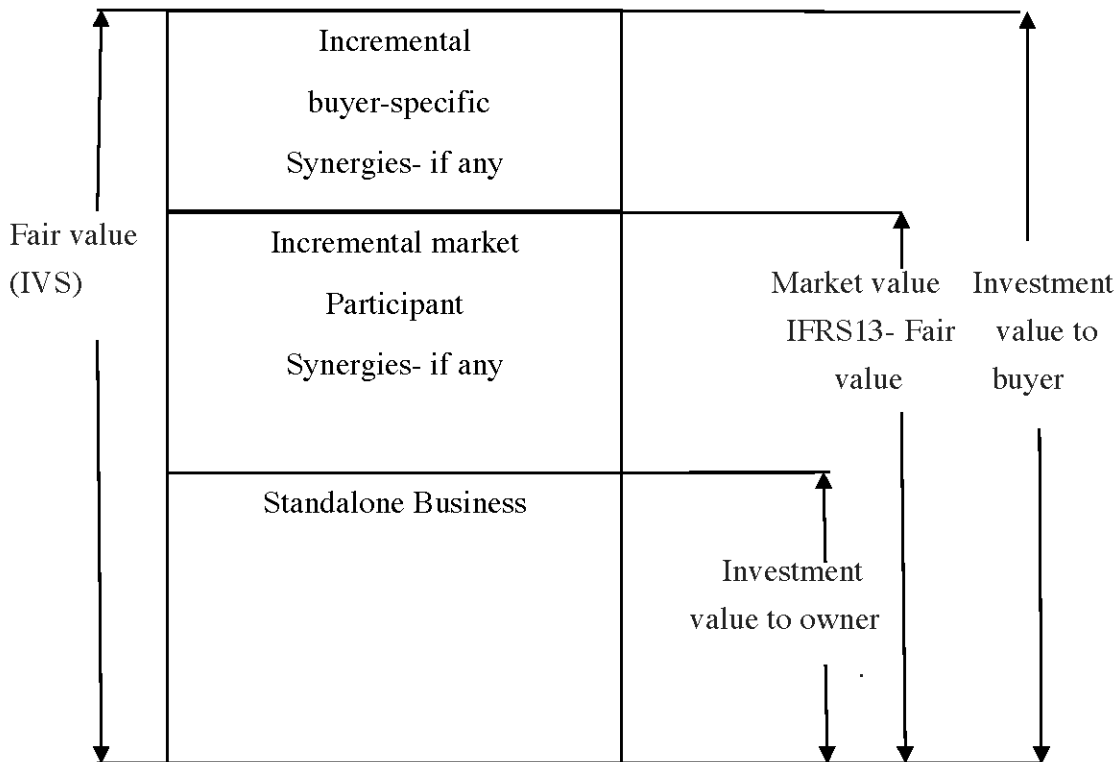 Incremental
buyer-specific
Synergies- if any
Fair value
(IVS)
Incremental market
Participant
Synergies- if any
Market value
IFRS13- Fair
value
Investment
value to
buyer
Standalone Business
Investment
value to owner